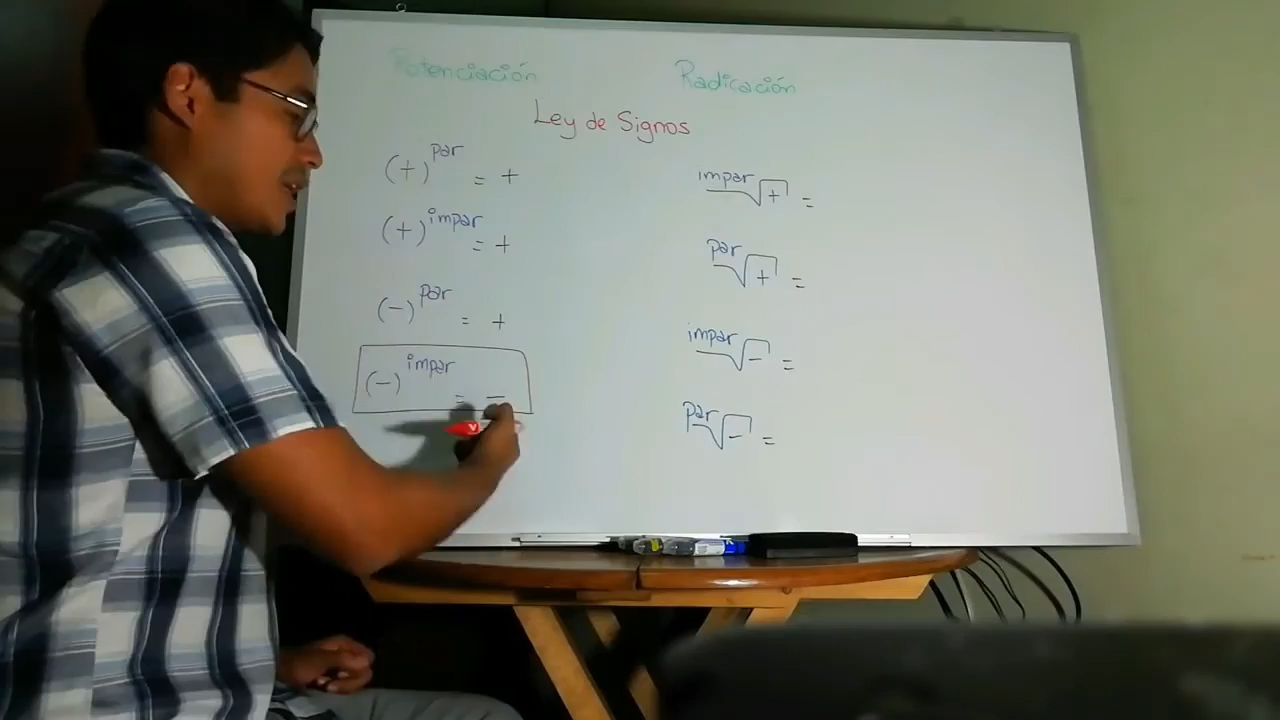 Potenciación
Radicación
Ley de Signos
(+)^par = +
(+)^impar = +
(-)^par = +
(-)^impar = -
impar√+ =
par√+ =
impar√- =
par√- =